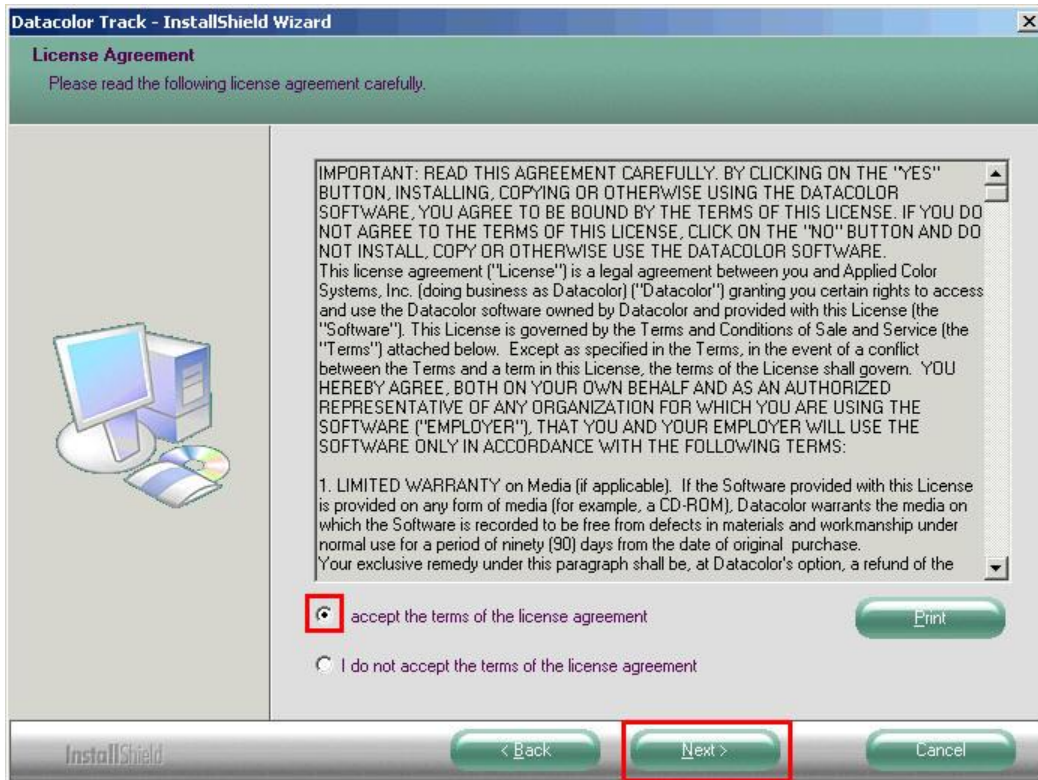 Datacolor Track - InstallShield Wizard
License Agreement
Please read the following license agreement carefully.
IMPORTANT: READ THIS AGREEMENT CAREFULLY. BY CLICKING ON THE "YES"
BUTTON, INSTALLING, COPYING OR OTHERWISE USING THE DATACOLOR
SOFTWARE, YOU AGREE TO BE BOUND BY THE TERMS OF THIS LICENSE. IF YOU DO
NOT AGREE TO THE TERMS OF THIS LICENSE, CLICK ON THE "NO" BUTTON AND DO
NOT INSTALL, COPY OR OTHERWISE USE THE DATACOLOR SOFTWARE.
This license agreement ("License") is a legal agreement between you and Applied Color
Systems, Inc. (doing business as Datacolor) ("Datacolor") granting you certain rights to access
and use the Datacolor software owned by Datacolor and provided with this License (the
"Software"). This License is governed by the Terms and Conditions of Sale and Service (the
"Terms") attached below.  Except as specified in the Terms, in the event of a conflict
between the Terms and a term in this License, the terms of the License shall govern.  YOU
HEREBY AGREE, BOTH ON YOUR OWN BEHALF AND AS AN AUTHORIZED
REPRESENTATIVE OF ANY ORGANIZATION FOR WHICH YOU ARE USING THE
SOFTWARE ("EMPLOYER"), THAT YOU AND YOUR EMPLOYER WILL USE THE
SOFTWARE ONLY IN ACCORDANCE WITH THE FOLLOWING TERMS:
1. LIMITED WARRANTY on Media (if applicable).  If the Software provided with this License
is provided on any form of media (for example, a CD-ROM), Datacolor warrants the media on
which the Software is recorded to be free from defects in materials and workmanship under
normal use for a period of ninety (90) days from the date of original  purchase.
Your exclusive remedy under this paragraph shall be, at Datacolor's option, a refund of the
accept the terms of the license agreement
Print
I do not accept the terms of the license agreement
InstallShield
< Back
Next >
Cancel